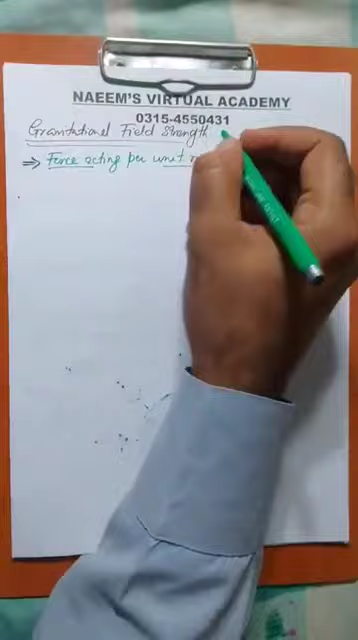 NAEEM'S VIRTUAL ACADEMY
0315-4550431
Gravitational Field Strength
⇒ Force acting per unit